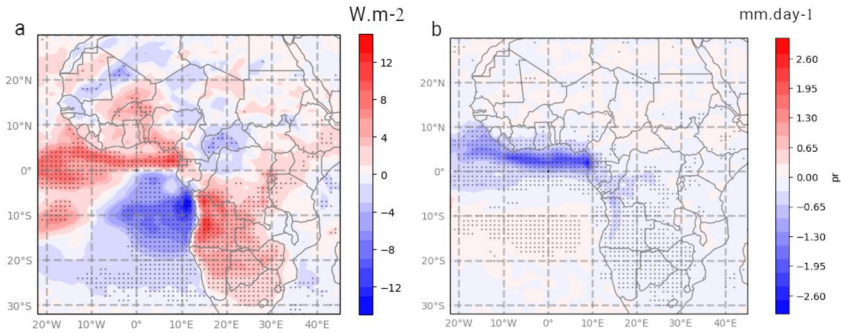 a
W.m-2
20°N
10°N
0°
10°S
20°S
30°S
20°W 10°W 0° 10°E 20°E 30°E 40°E
12
8
4
0
−4
−8
−12
b
mm.day-1
20°N
10°N
0°
10°S
20°S
30°S
20°W 10°W 0° 10°E 20°E 30°E 40°E
2.60
1.95
1.30
0.65
0.00
−0.65
−1.30
−1.95
−2.60
pr